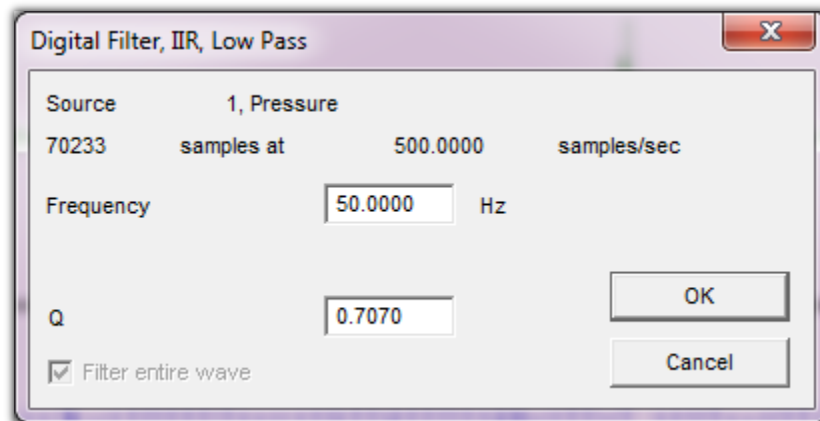 Digital Filter, IIR, Low Pass
Source 1, Pressure
70233 samples at 500.0000 samples/sec
Frequency 50.0000 Hz
OK
Q 0.7070
Cancel
Filter entire wave